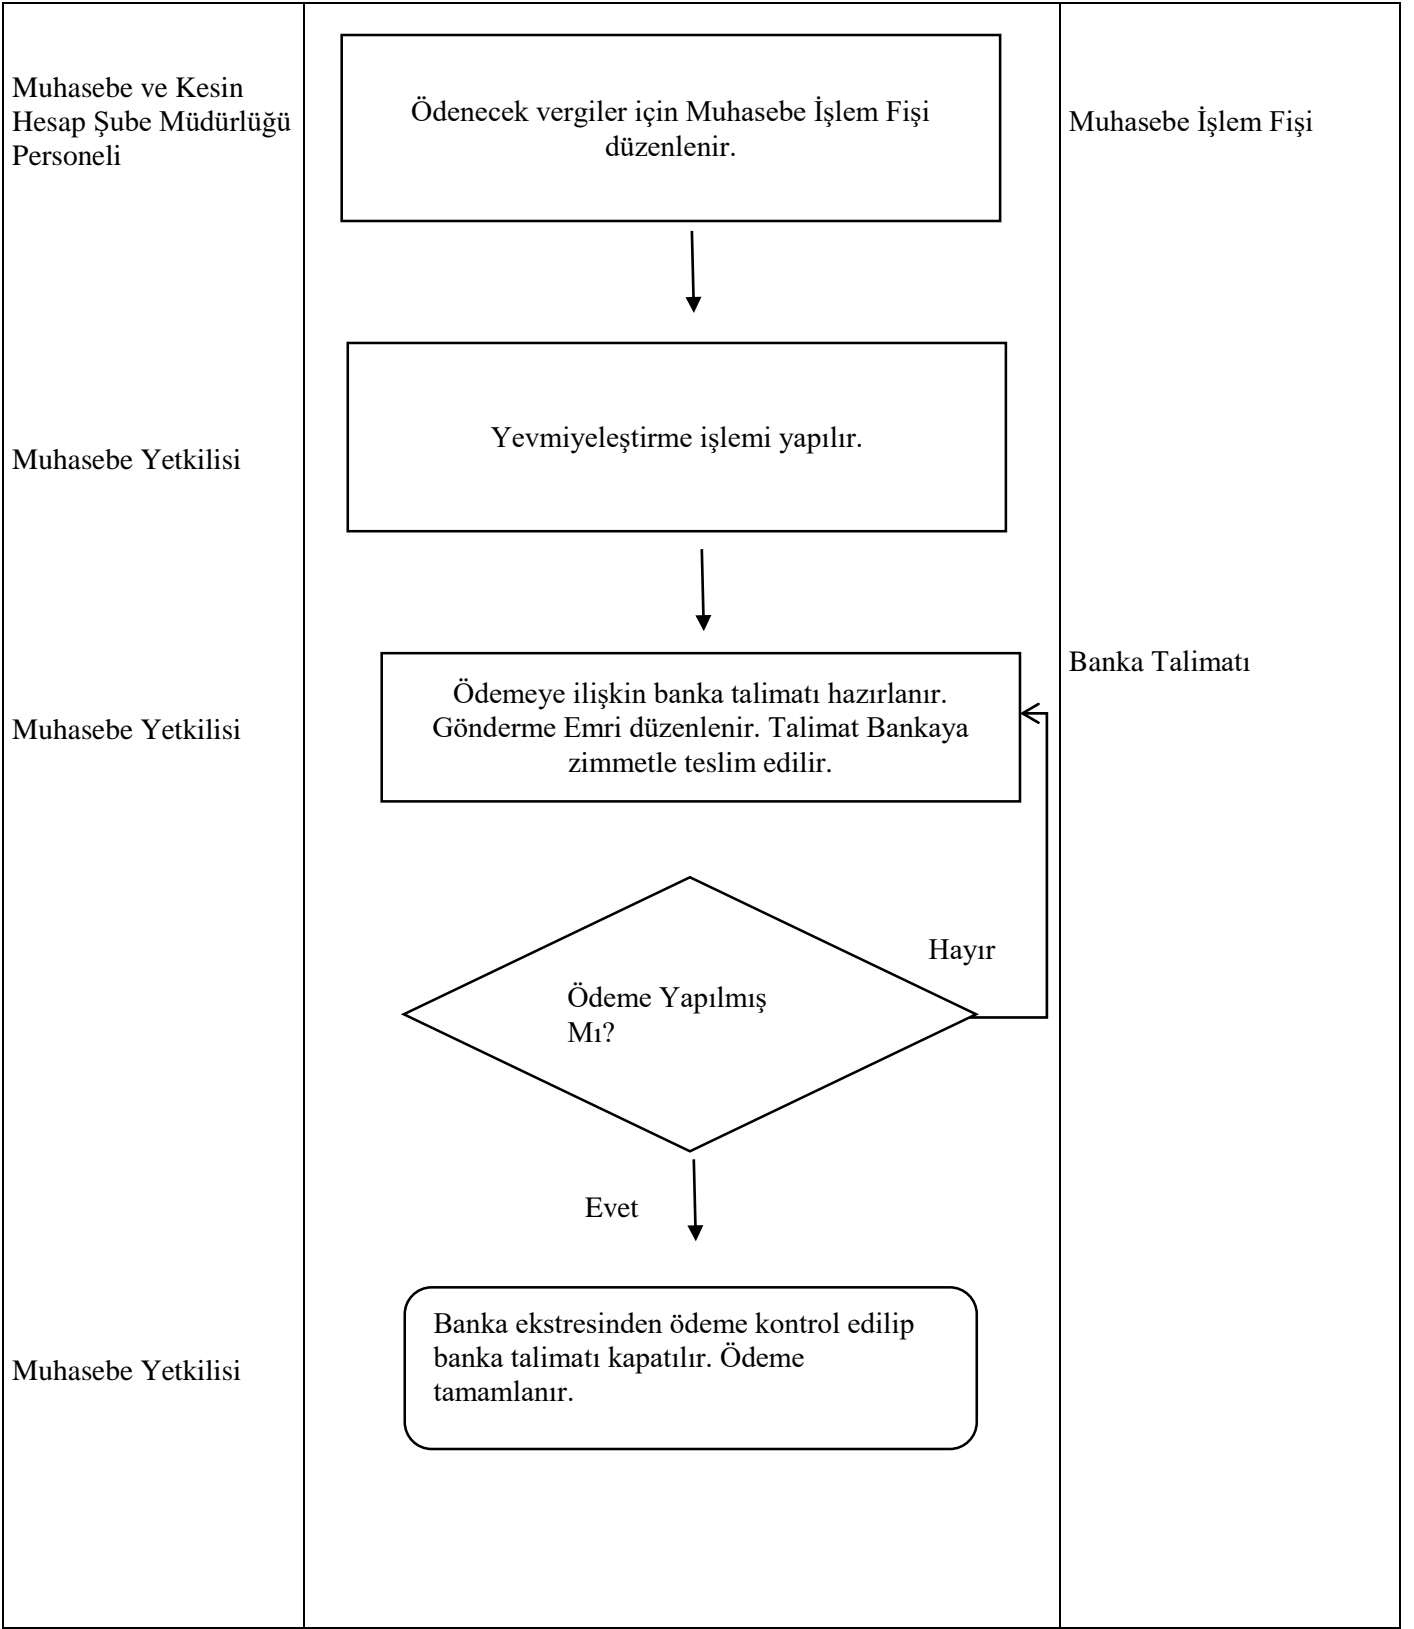 Muhasebe ve Kesin
Hesap Şube Müdürlüğü
Personeli
Ödenecek vergiler için Muhasebe İşlem Fişi
düzenlenir.
Muhasebe İşlem Fişi
Muhasebe Yetkilisi
Yevmiyeleştirme işlemi yapılır.
Muhasebe Yetkilisi
Ödemeye ilişkin banka talimatı hazırlanır.
Gönderme Emri düzenlenir. Talimat Bankaya
zimmetle teslim edilir.
Banka Talimatı
Hayır
Ödeme Yapılmış
Mı?
Evet
Muhasebe Yetkilisi
Banka ekstresinden ödeme kontrol edilip
banka talimatı kapatılır. Ödeme
tamamlanır.